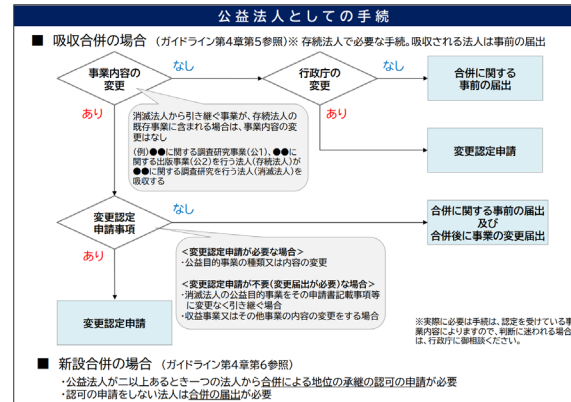 公益法人としての手続
■ 吸収合併の場合 (ガイドライン第4章第5参照)※ 存続法人で必要な手続。吸収される法人は事前の届出
事業内容の
変更
なし
行政庁の
変更
なし
合併に関する
事前の届出
あり
あり
消滅法人から引き継ぐ事業が、存続法人の
既存事業に含まれる場合は、事業内容の変
更はなし
(例)●●に関する調査研究事業(公1)、●●に
関する出版事業(公2)を行う法人(存続法人)が
●●に関する調査研究を行う法人(消滅法人)を
吸収する
変更認定申請
変更認定
申請事項
なし
合併に関する事前の届出
及び
合併後に事業の変更届出
あり
<変更認定申請が必要な場合>
・公益目的事業の種類又は内容の変更
<変更認定申請が不要(変更届出が必要)な場合>
・消滅法人の公益目的事業をその申請書記載事項等
に変更なく引き継ぐ場合
・収益事業又はその他事業の内容の変更をする場合
変更認定申請
※実際に必要は手続は、認定を受けている事
業内容によりますので、判断に迷われる場合
は、行政庁に御相談ください。
■ 新設合併の場合 (ガイドライン第4章第6参照)
・公益法人が二以上あるとき一つの法人から合併による地位の承継の認可の申請が必要
・認可の申請をしない法人は合併の届出が必要